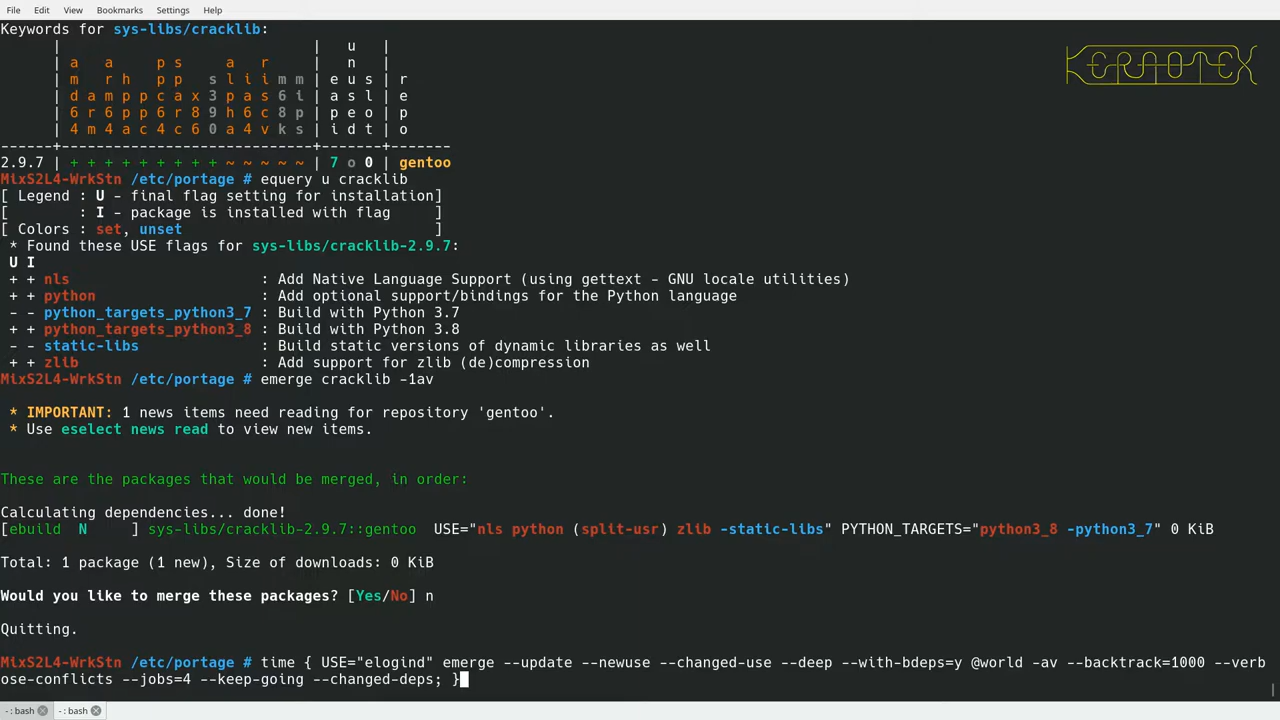 File Edit View Bookmarks Settings Help
Keywords for sys-libs/cracklib:
| | u |
| a a p s a r | n |
| m r h p p s l i i m m | e u s | r
| d a m p p c a x 3 p a s 6 i | a s l | e
| 6 r 6 p p 6 r 8 9 h 6 c 8 p | p e o | p
| 4 m 4 a c 4 c 6 0 a 4 v k s | i d t | o
------+----------------------------+-------+-------
2.9.7 | + + + + + + + + + ~ ~ ~ ~ ~ | 7 o 0 | gentoo
MixS2L4-WrkStn /etc/portage # equery u cracklib
[ Legend : U - final flag setting for installation]
[ : I - package is installed with flag ]
[ Colors : set, unset ]
* Found these USE flags for sys-libs/cracklib-2.9.7:
U I
+ + nls : Add Native Language Support (using gettext - GNU locale utilities)
+ + python : Add optional support/bindings for the Python language
- - python_targets_python3_7 : Build with Python 3.7
+ + python_targets_python3_8 : Build with Python 3.8
- - static-libs : Build static versions of dynamic libraries as well
+ + zlib : Add support for zlib (de)compression
MixS2L4-WrkStn /etc/portage # emerge cracklib -1av
* IMPORTANT: 1 news items need reading for repository 'gentoo'.
* Use eselect news read to view new items.
These are the packages that would be merged, in order:
Calculating dependencies... done!
[ebuild N ] sys-libs/cracklib-2.9.7::gentoo USE="nls python (split-usr) zlib -static-libs" PYTHON_TARGETS="python3_8 -python3_7" 0 KiB
Total: 1 package (1 new), Size of downloads: 0 KiB
Would you like to merge these packages? [Yes/No] n
Quitting.
MixS2L4-WrkStn /etc/portage # time { USE="elogind" emerge --update --newuse --changed-use --deep --with-bdeps=y @world -av --backtrack=1000 --verb
ose-conflicts --jobs=4 --keep-going --changed-deps; }
- : bash - : bash